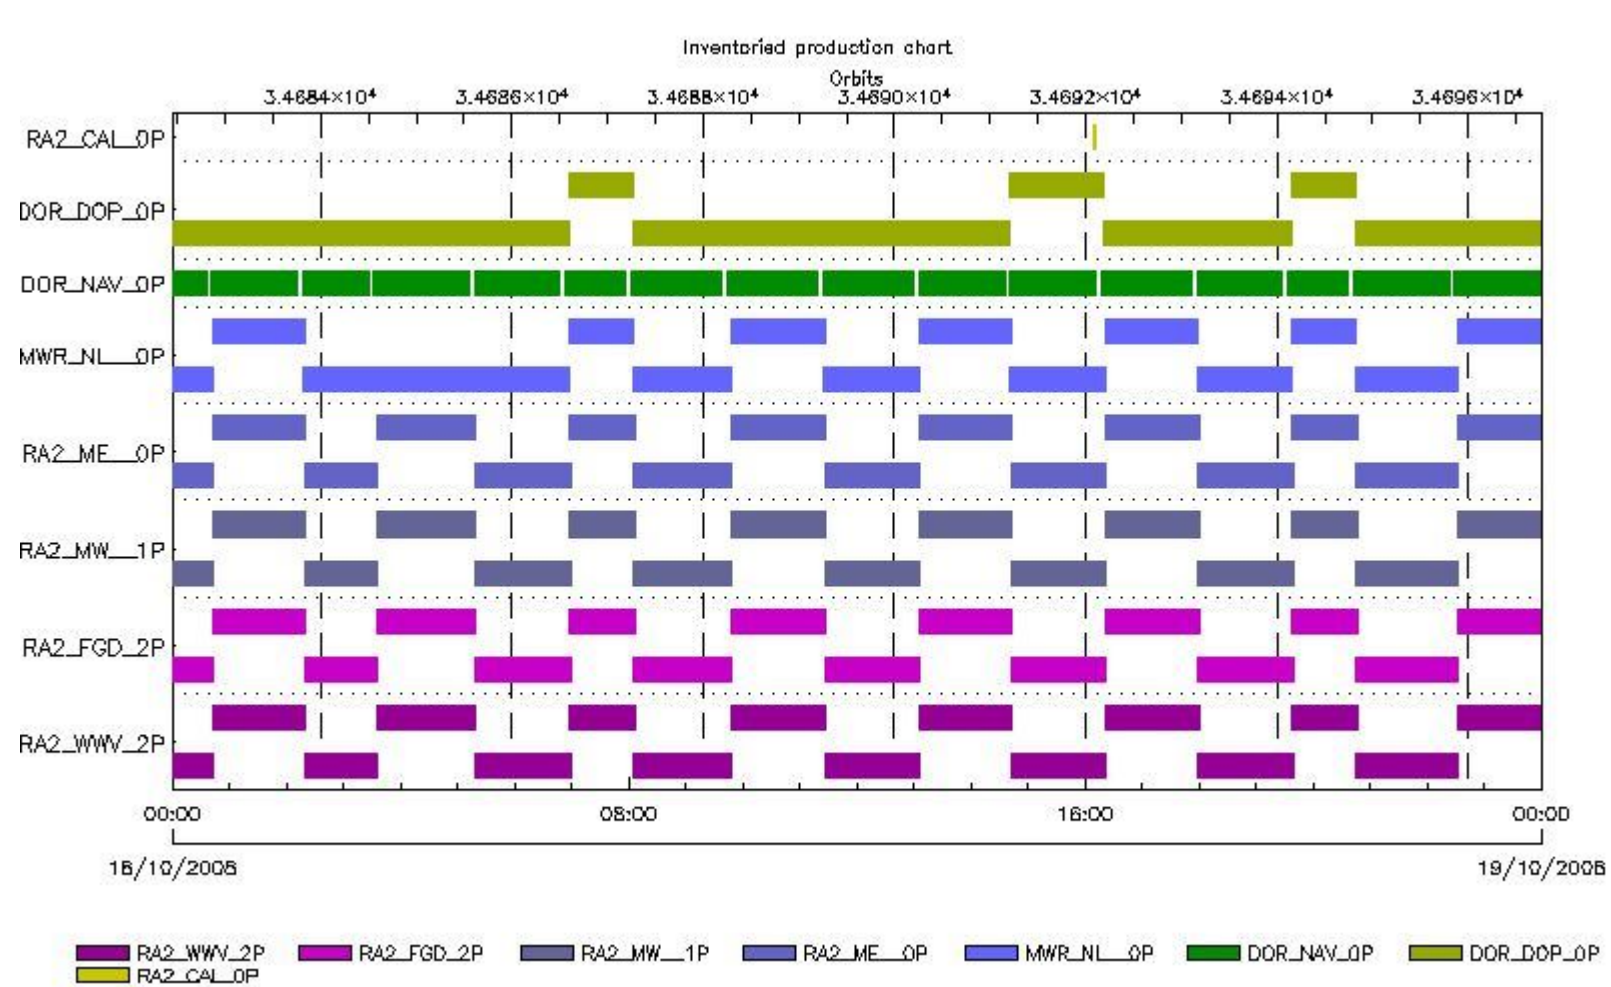 Inventoried production chart
Orbits
3.4684×10⁴ 3.4686×10⁴ 3.4688×10⁴ 3.4690×10⁴ 3.4692×10⁴ 3.4694×10⁴ 3.4696×10⁴
RA2_CAL_0P
DOR_DOP_0P
DOR_NAV_0P
MWR_NL__0P
RA2_ME__0P
RA2_MW__1P
RA2_FGD_2P
RA2_WWV_2P
00:00 08:00 16:00 00:00
18/10/2008 19/10/2008
RA2_WWV_2P RA2_FGD_2P RA2_MW__1P RA2_ME__0P MWR_NL__0P DOR_NAV_0P DOR_DOP_0P
RA2_CAL_0P